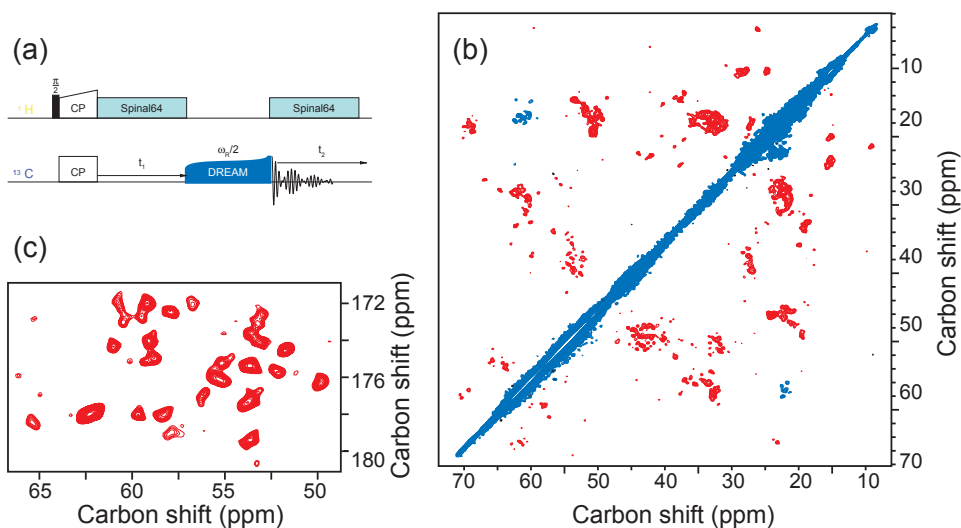 (a)
π
2
CP
Spinal64
Spinal64
¹ H
ω_R/2
t₁
t₂
¹³ C
CP
DREAM
(b)
10
20
30
40
50
60
70
Carbon shift (ppm)
70
60
50
40
30
20
10
Carbon shift (ppm)
(c)
172
176
180
Carbon shift (ppm)
65
60
55
50
Carbon shift (ppm)